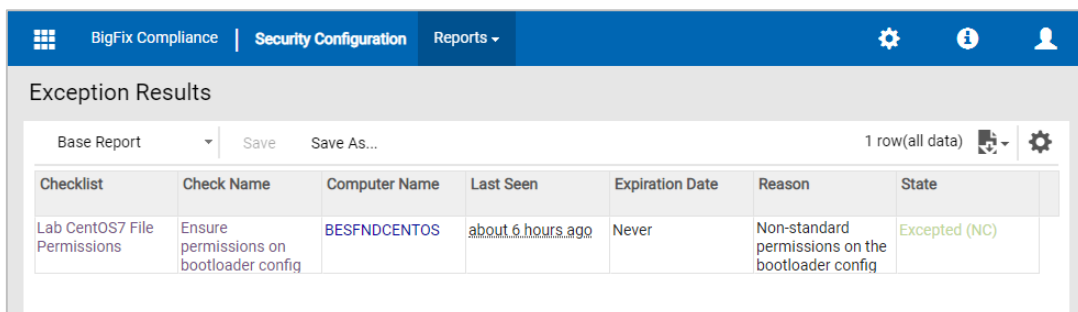 BigFix Compliance | Security Configuration Reports
Exception Results
Base Report Save Save As... 1 row(all data)
Checklist Check Name Computer Name Last Seen Expiration Date Reason State
Lab CentOS7 File Ensure BESFNDCENTOS about 6 hours ago Never Non-standard Excepted (NC)
Permissions permissions on permissions on the
bootloader config bootloader config